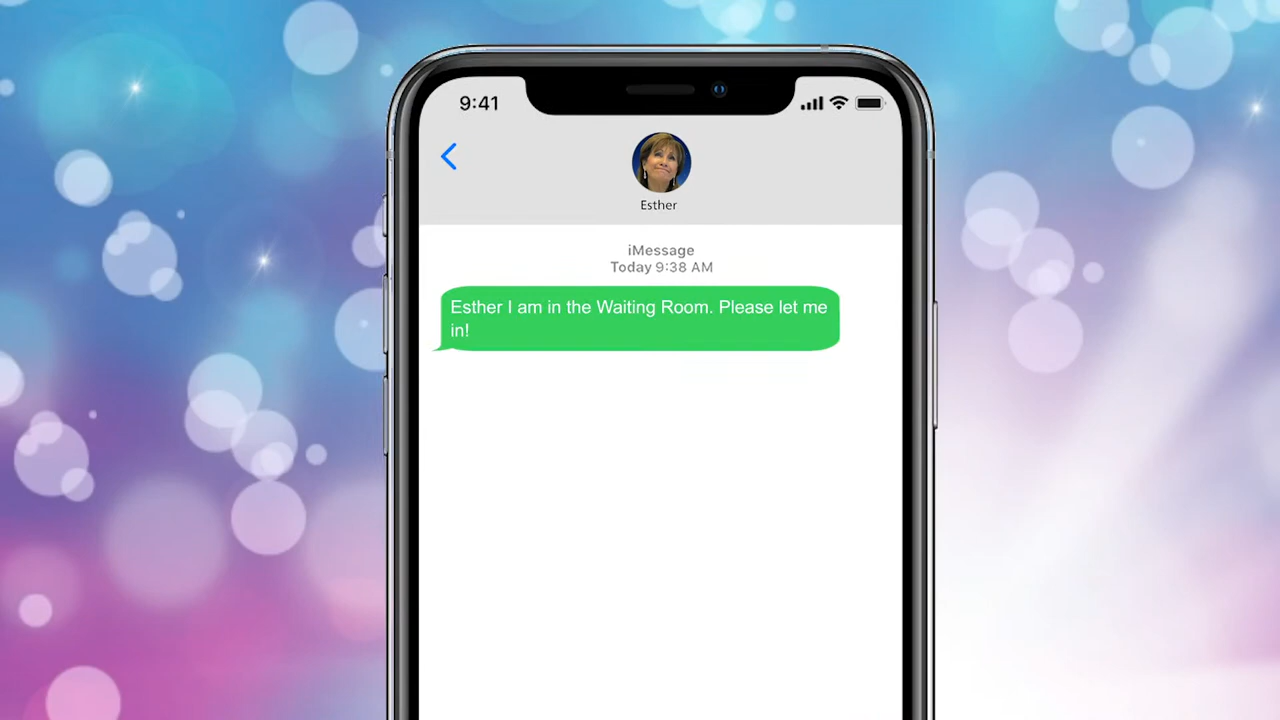 9:41
Esther
iMessage
Today 9:38 AM
Esther I am in the Waiting Room. Please let me
in!